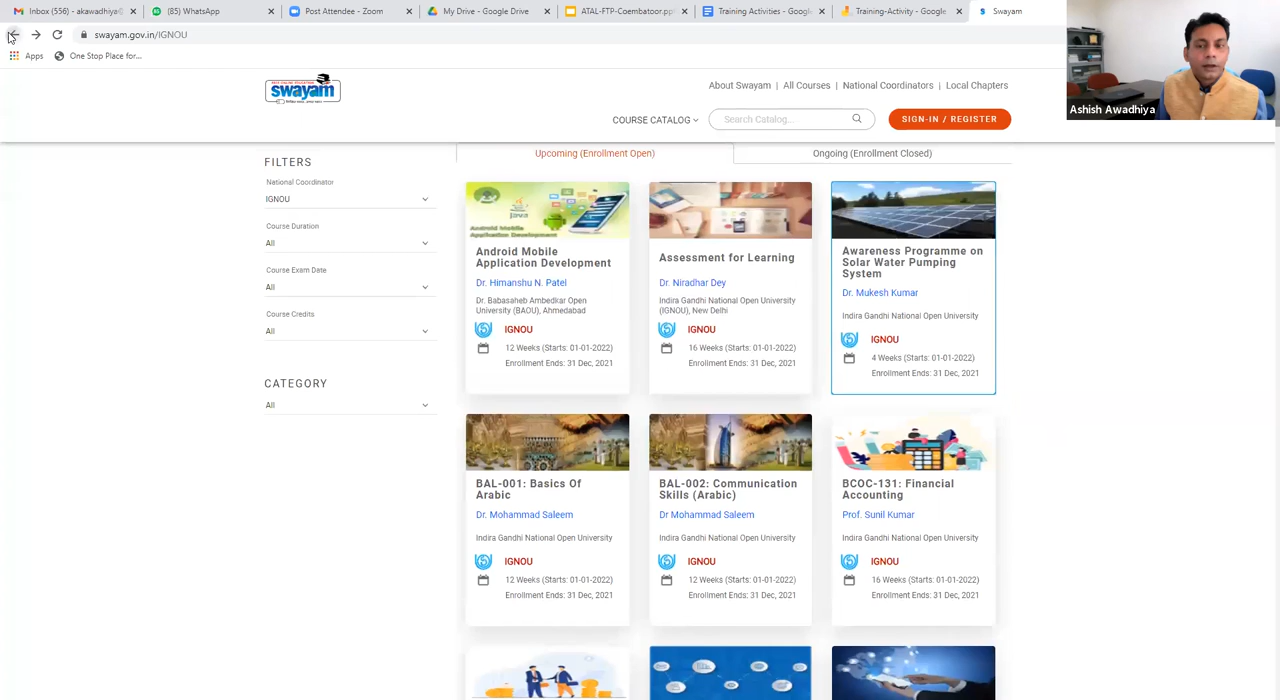 Inbox (556) - akawadhiya@
(85) WhatsApp
Post Attendee - Zoom
My Drive - Google Drive
ATAL-FTP-Coembatoor.pp
Training Activities - Googl
Training-Activity - Google
Swayam
swayam.gov.in/IGNOU
Apps
One Stop Place for...
Ashish Awadhiya
swayam
About Swayam | All Courses | National Coordinators | Local Chapters
COURSE CATALOG
Search Catalog...
SIGN-IN / REGISTER
FILTERS
National Coordinator
IGNOU
Course Duration
All
Course Exam Date
All
Course Credits
All
CATEGORY
All
Upcoming (Enrollment Open)
Ongoing (Enrollment Closed)
Java
Android Mobile
Application Development
Android Mobile
Application Development
Dr. Himanshu N. Patel
Dr. Babasaheb Ambedkar Open
University (BAOU), Ahmedabad
IGNOU
12 Weeks (Starts: 01-01-2022)
Enrollment Ends: 31 Dec, 2021
Assessment for Learning
Dr. Niradhar Dey
Indira Gandhi National Open University
(IGNOU), New Delhi
IGNOU
16 Weeks (Starts: 01-01-2022)
Enrollment Ends: 31 Dec, 2021
Awareness Programme on
Solar Water Pumping
System
Dr. Mukesh Kumar
Indira Gandhi National Open University
IGNOU
4 Weeks (Starts: 01-01-2022)
Enrollment Ends: 31 Dec, 2021
BAL-001: Basics Of
Arabic
Dr. Mohammad Saleem
Indira Gandhi National Open University
IGNOU
12 Weeks (Starts: 01-01-2022)
Enrollment Ends: 31 Dec, 2021
BAL-002: Communication
Skills (Arabic)
Dr Mohammad Saleem
Indira Gandhi National Open University
IGNOU
12 Weeks (Starts: 01-01-2022)
Enrollment Ends: 31 Dec, 2021
BCOC-131: Financial
Accounting
Prof. Sunil Kumar
Indira Gandhi National Open University
IGNOU
16 Weeks (Starts: 01-01-2022)
Enrollment Ends: 31 Dec, 2021